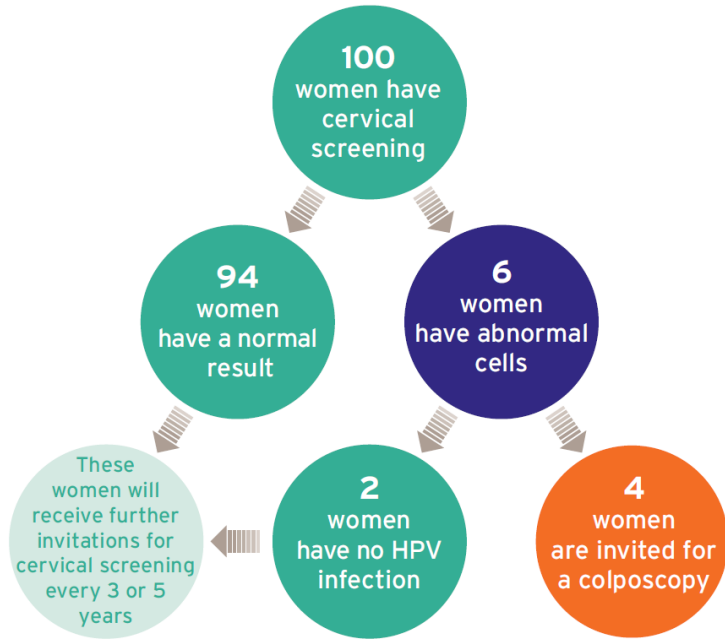 100
women have
cervical
screening
94
women
have a normal
result
6
women
have abnormal
cells
These
women will
receive further
invitations for
cervical screening
every 3 or 5
years
2
women
have no HPV
infection
4
women
are invited for
a colposcopy